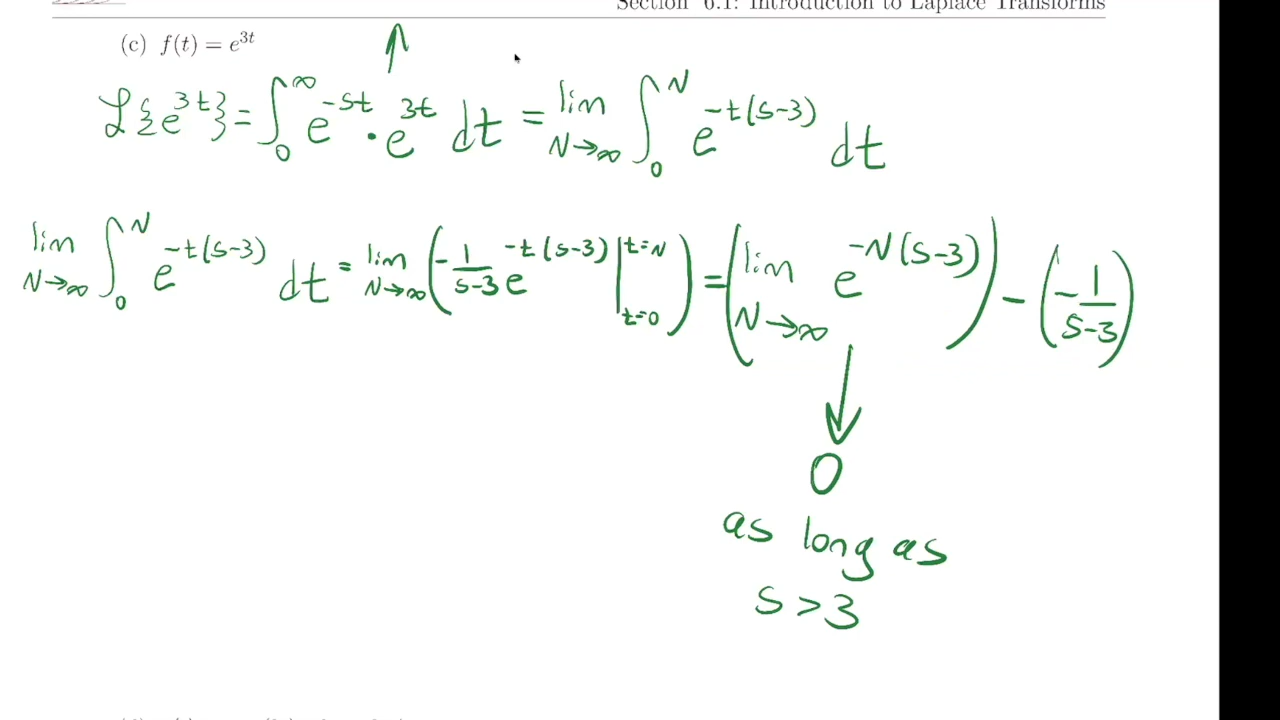 Section 6.1: Introduction to Laplace Transforms
(c) f(t) = e^{3t}
ℒ{e^{3t}} = ∫_0^∞ e^{-st} · e^{3t} dt = lim_{N→∞} ∫_0^N e^{-t(s-3)} dt
lim_{N→∞} ∫_0^N e^{-t(s-3)} dt = lim_{N→∞} (-1/(s-3) e^{-t(s-3)} |_{t=0}^{t=N}) = (lim_{N→∞} e^{-N(s-3)}) - (-1/(s-3))
0
as long as
s > 3